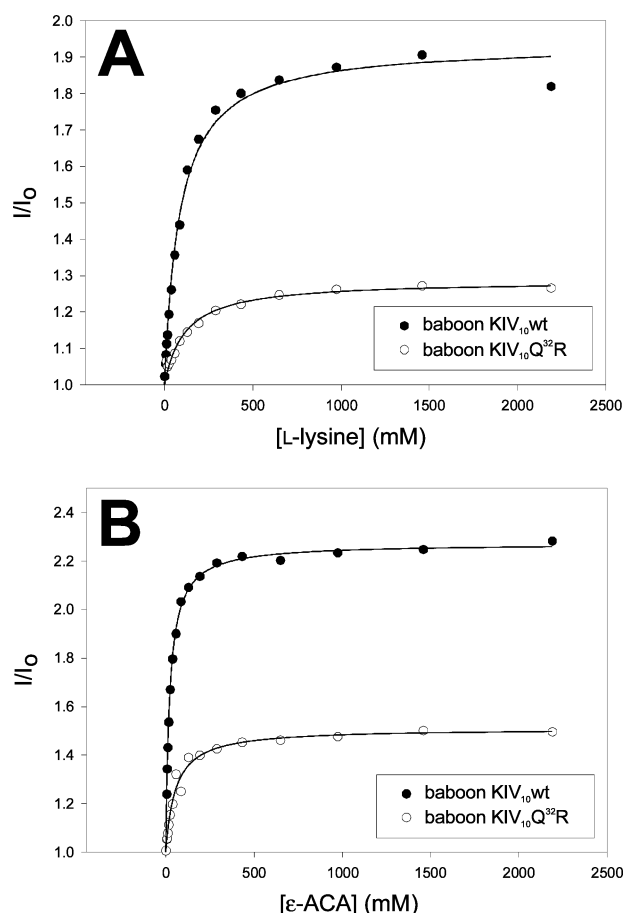 A
2.0
1.9
1.8
1.7
1.6
1.5
1.4
1.3
1.2
1.1
1.0
I/I₀
0 500 1000 1500 2000 2500
[L-lysine] (mM)
baboon KIV₁₀wt
baboon KIV₁₀Q³²R
B
2.4
2.2
2.0
1.8
1.6
1.4
1.2
1.0
I/I₀
0 500 1000 1500 2000 2500
[ε-ACA] (mM)
baboon KIV₁₀wt
baboon KIV₁₀Q³²R